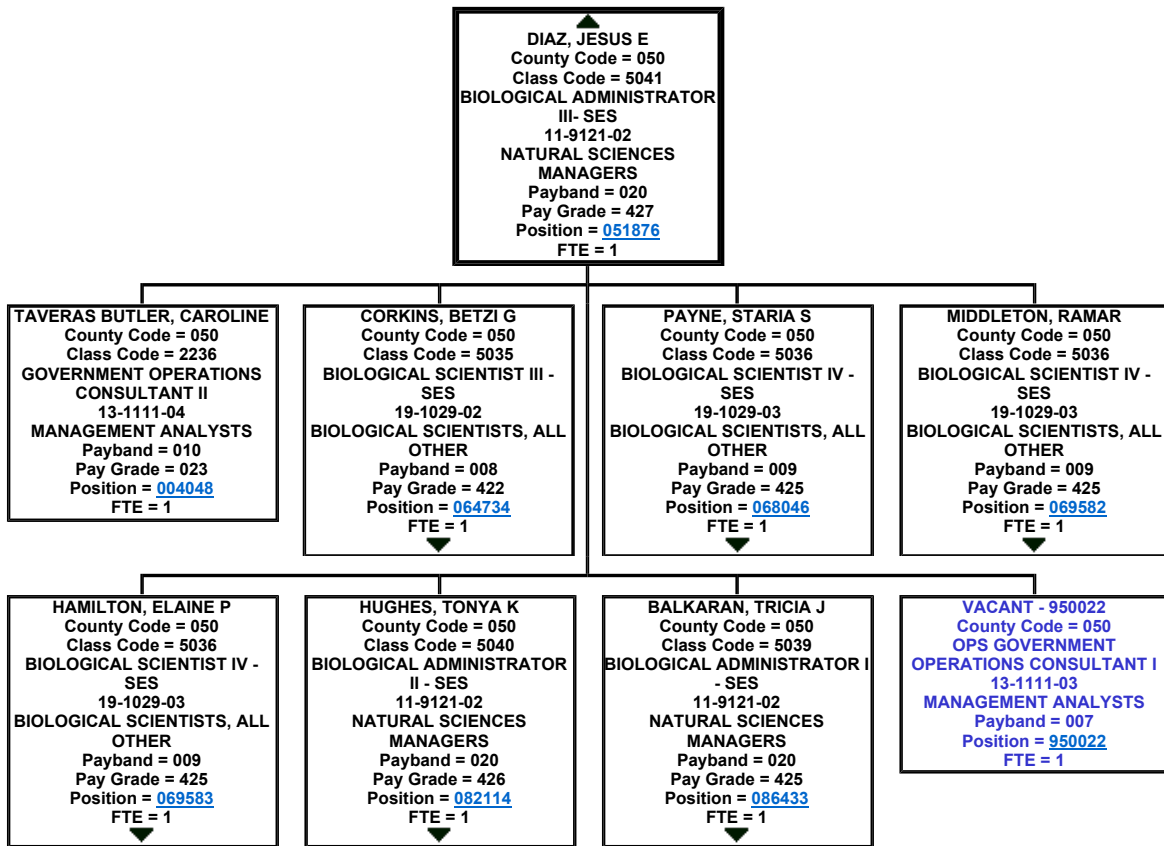 DIAZ, JESUS E
County Code = 050
Class Code = 5041
BIOLOGICAL ADMINISTRATOR
III- SES
11-9121-02
NATURAL SCIENCES
MANAGERS
Payband = 020
Pay Grade = 427
Position = 051876
FTE = 1
TAVERAS BUTLER, CAROLINE
County Code = 050
Class Code = 2236
GOVERNMENT OPERATIONS
CONSULTANT II
13-1111-04
MANAGEMENT ANALYSTS
Payband = 010
Pay Grade = 023
Position = 004048
FTE = 1
CORKINS, BETZI G
County Code = 050
Class Code = 5035
BIOLOGICAL SCIENTIST III -
SES
19-1029-02
BIOLOGICAL SCIENTISTS, ALL
OTHER
Payband = 008
Pay Grade = 422
Position = 064734
FTE = 1
PAYNE, STARIA S
County Code = 050
Class Code = 5036
BIOLOGICAL SCIENTIST IV -
SES
19-1029-03
BIOLOGICAL SCIENTISTS, ALL
OTHER
Payband = 009
Pay Grade = 425
Position = 068046
FTE = 1
MIDDLETON, RAMAR
County Code = 050
Class Code = 5036
BIOLOGICAL SCIENTIST IV -
SES
19-1029-03
BIOLOGICAL SCIENTISTS, ALL
OTHER
Payband = 009
Pay Grade = 425
Position = 069582
FTE = 1
HAMILTON, ELAINE P
County Code = 050
Class Code = 5036
BIOLOGICAL SCIENTIST IV -
SES
19-1029-03
BIOLOGICAL SCIENTISTS, ALL
OTHER
Payband = 009
Pay Grade = 425
Position = 069583
FTE = 1
HUGHES, TONYA K
County Code = 050
Class Code = 5040
BIOLOGICAL ADMINISTRATOR
II - SES
11-9121-02
NATURAL SCIENCES
MANAGERS
Payband = 020
Pay Grade = 426
Position = 082114
FTE = 1
BALKARAN, TRICIA J
County Code = 050
Class Code = 5039
BIOLOGICAL ADMINISTRATOR I
- SES
11-9121-02
NATURAL SCIENCES
MANAGERS
Payband = 020
Pay Grade = 425
Position = 086433
FTE = 1
VACANT - 950022
County Code = 050
OPS GOVERNMENT
OPERATIONS CONSULTANT I
13-1111-03
MANAGEMENT ANALYSTS
Payband = 007
Position = 950022
FTE = 1